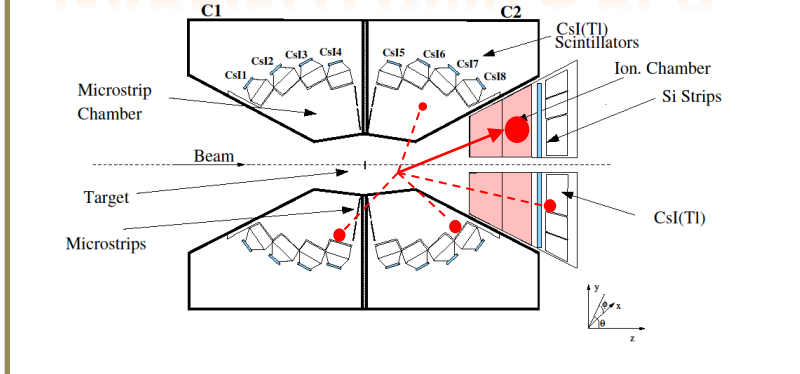 C1
C2
CsI(Tl)
Scintillators
CsI1
CsI2
CsI3
CsI4
CsI5
CsI6
CsI7
CsI8
Ion. Chamber
Si Strips
Microstrip
Chamber
Beam
Target
Microstrips
CsI(Tl)
y
ϕ
x
θ
z